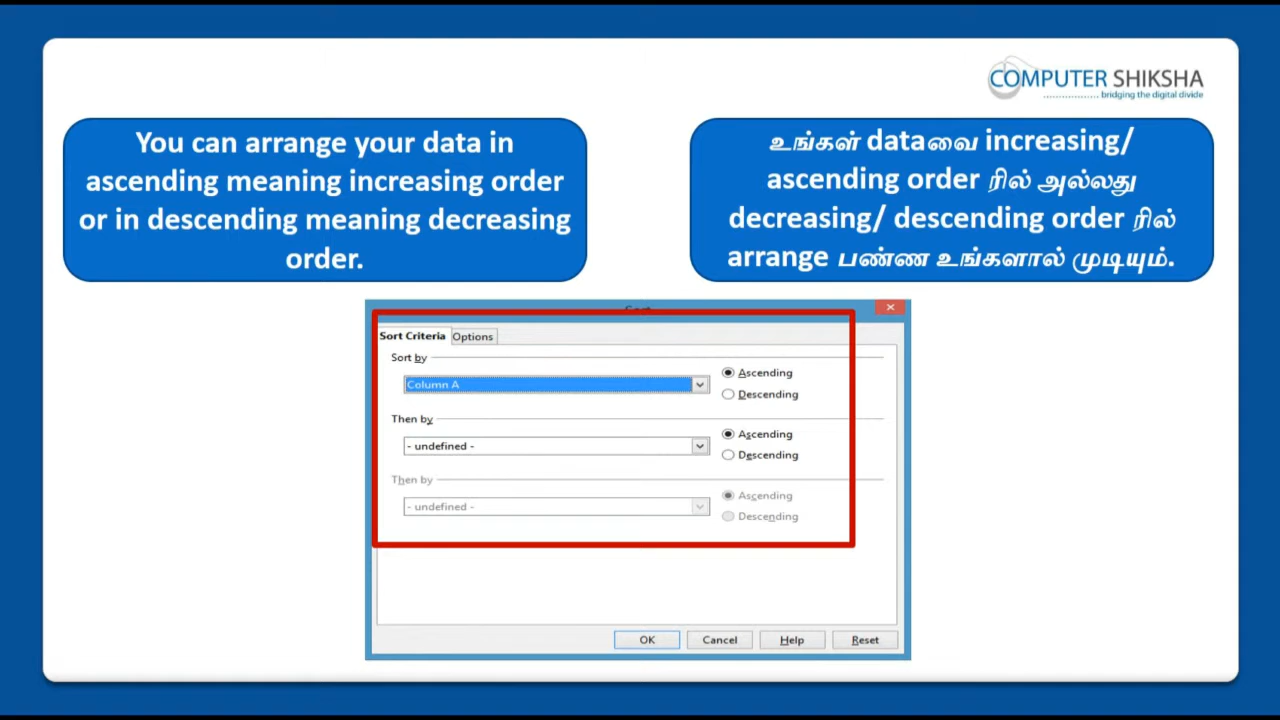 COMPUTER SHIKSHA
bridging the digital divide
You can arrange your data in
ascending meaning increasing order
or in descending meaning decreasing
order.
உங்கள் dataவை increasing/
ascending order ரில் அல்லது
decreasing/ descending order ரில்
arrange பண்ண உங்களால் முடியும்.
Sort Criteria Options
Sort by
Column A
Ascending
Descending
Then by
- undefined -
Ascending
Descending
Then by
- undefined -
Ascending
Descending
OK Cancel Help Reset